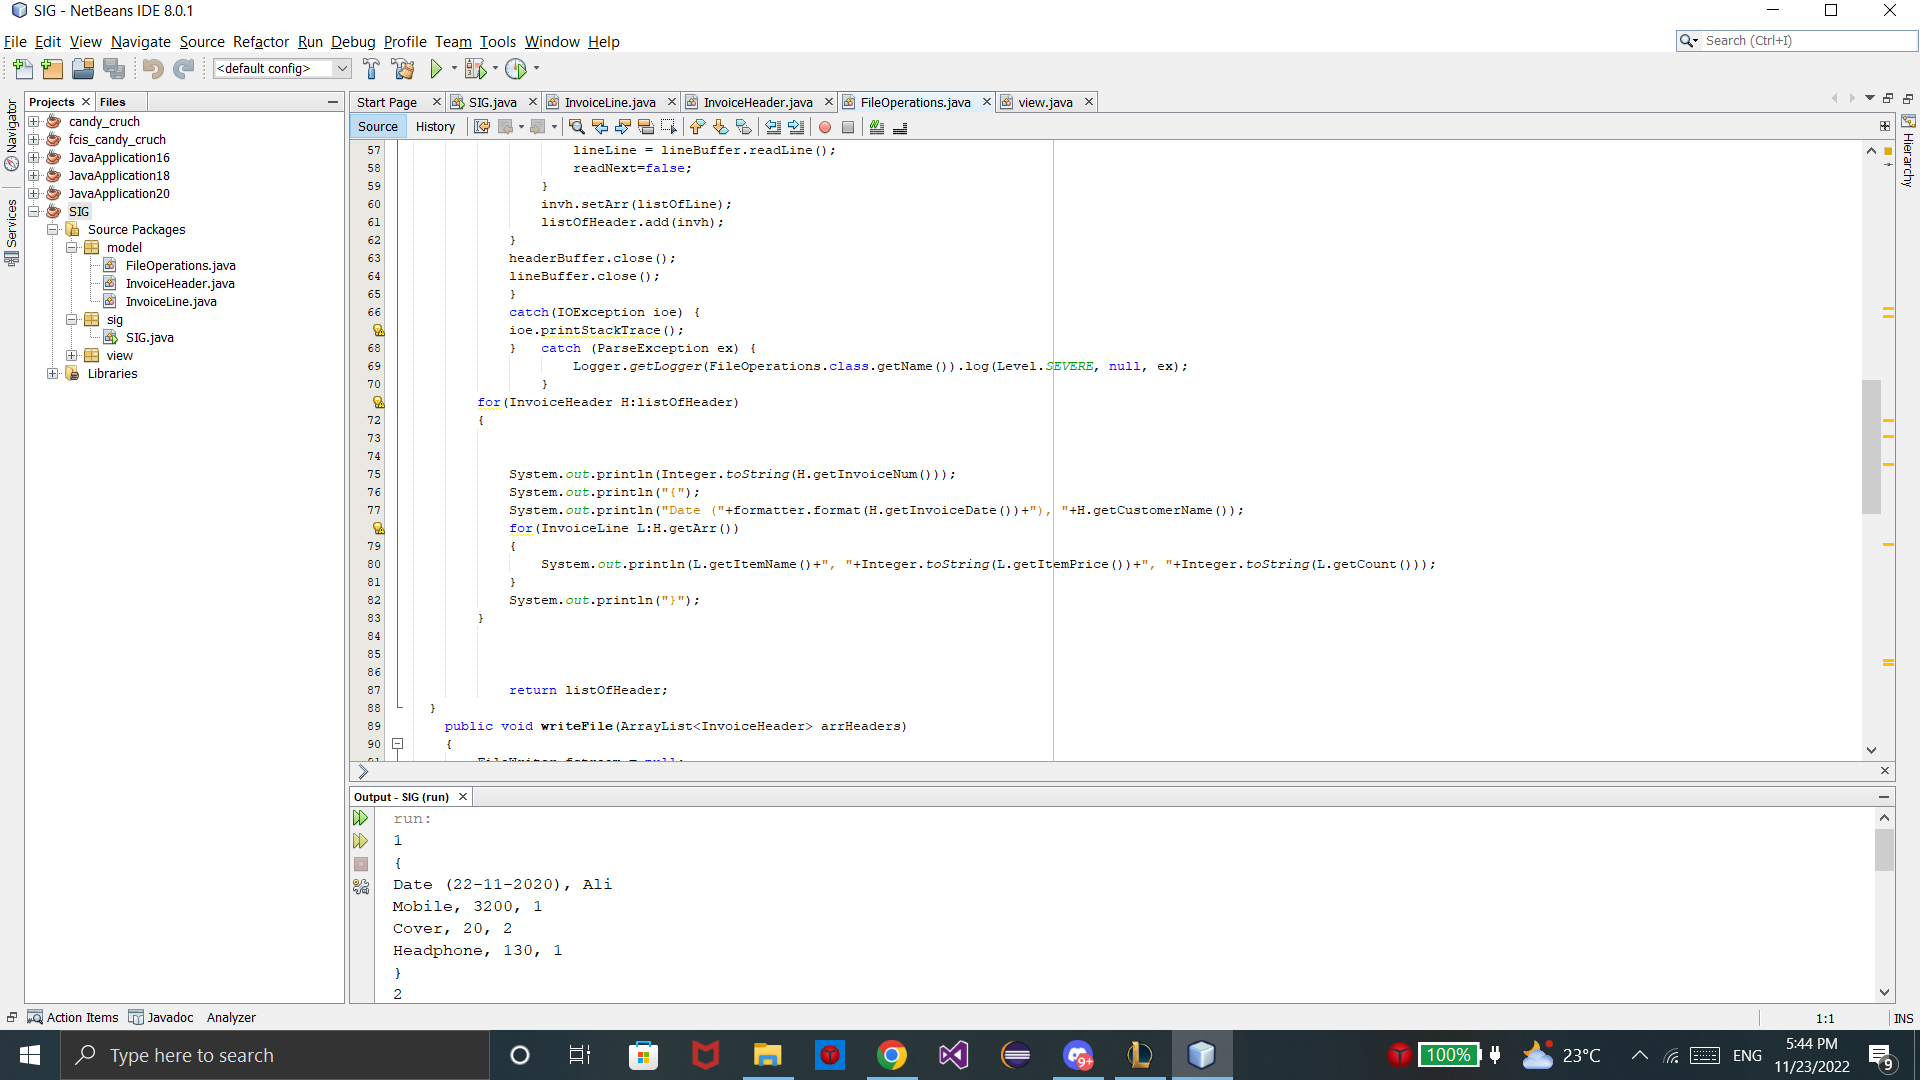 SIG - NetBeans IDE 8.0.1
File Edit View Navigate Source Refactor Run Debug Profile Team Tools Window Help
Search (Ctrl+I)
<default config>
Projects
Files
Navigator
Services
Hierarchy
candy_cruch
fcis_candy_cruch
JavaApplication16
JavaApplication18
JavaApplication20
SIG
Source Packages
model
FileOperations.java
InvoiceHeader.java
InvoiceLine.java
sig
SIG.java
view
Libraries
Start Page
SIG.java
InvoiceLine.java
InvoiceHeader.java
FileOperations.java
view.java
Source History
57 lineLine = lineBuffer.readLine();
58 readNext=false;
59 }
60 invh.setArr(listOfLine);
61 listOfHeader.add(invh);
62 }
63 headerBuffer.close();
64 lineBuffer.close();
65 }
66 catch(IOException ioe) {
ioe.printStackTrace();
68 } catch (ParseException ex) {
69 Logger.getLogger(FileOperations.class.getName()).log(Level.SEVERE, null, ex);
70 }
for(InvoiceHeader H:listOfHeader)
72 {
73
74
75 System.out.println(Integer.toString(H.getInvoiceNum()));
76 System.out.println("{");
77 System.out.println("Date ("+formatter.format(H.getInvoiceDate())+"), "+H.getCustomerName());
for(InvoiceLine L:H.getArr())
79 {
80 System.out.println(L.getItemName()+", "+Integer.toString(L.getItemPrice())+", "+Integer.toString(L.getCount()));
81 }
82 System.out.println("}");
83 }
84
85
86
87 return listOfHeader;
88 }
89 public void writeFile(ArrayList<InvoiceHeader> arrHeaders)
90 {
Output - SIG (run)
run:
1
{
Date (22-11-2020), Ali
Mobile, 3200, 1
Cover, 20, 2
Headphone, 130, 1
}
2
Action Items Javadoc Analyzer
1:1 INS
Type here to search
9+
100%
23°C
ENG
5:44 PM
11/23/2022
9